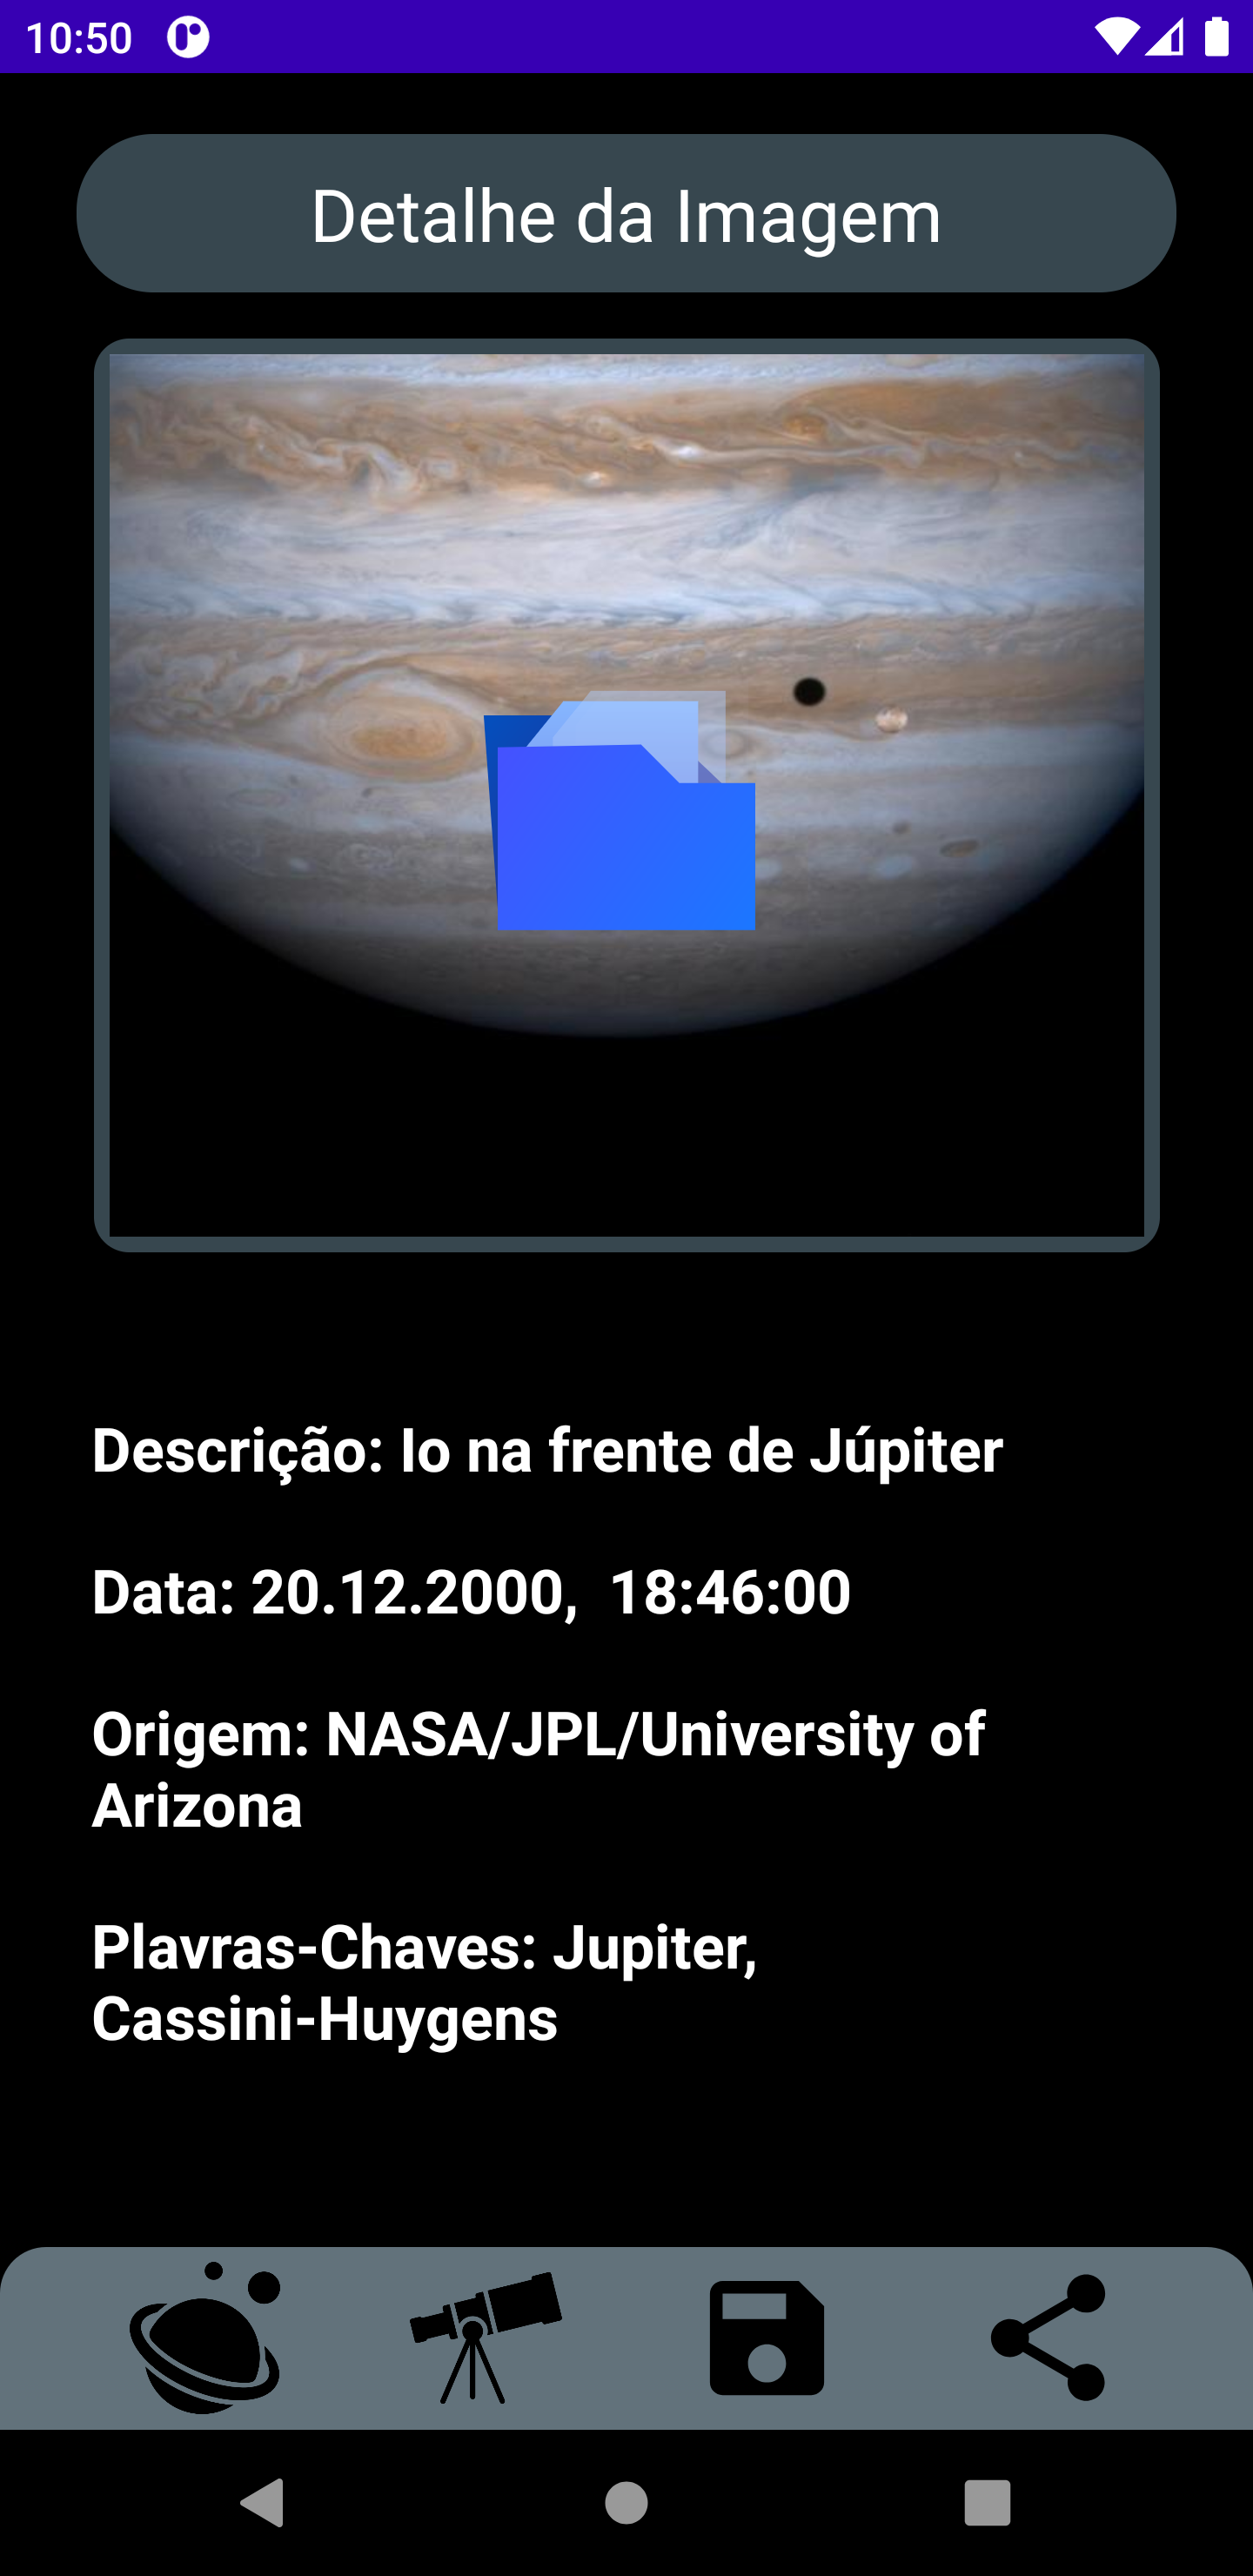 10:50
Detalhe da Imagem
Descrição: Io na frente de Júpiter
Data: 20.12.2000,  18:46:00
Origem: NASA/JPL/University of
Arizona
Plavras-Chaves: Jupiter,
Cassini-Huygens